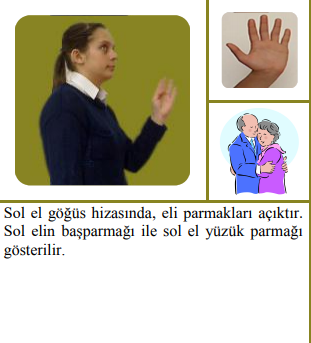 Sol el göğüs hizasında, eli parmakları açıktır.
Sol elin başparmağı ile sol el yüzük parmağı
gösterilir.